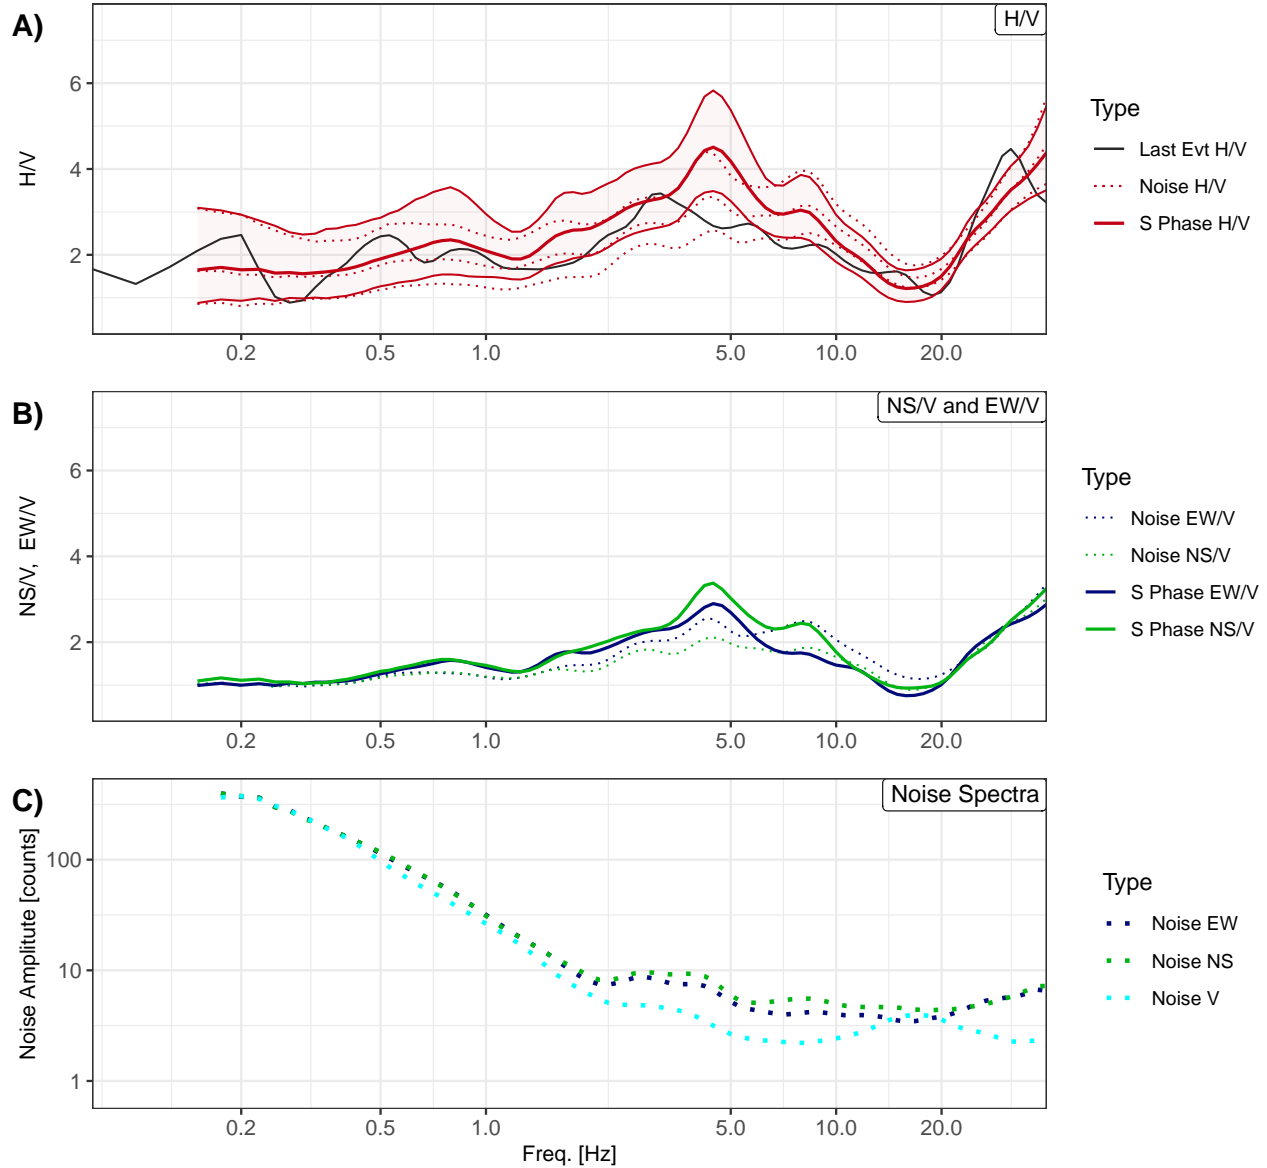 A)
H/V
6
4
2
H/V
0.2 0.5 1.0 5.0 10.0 20.0
Type
Last Evt H/V
Noise H/V
S Phase H/V
B)
NS/V and EW/V
6
4
2
NS/V, EW/V
0.2 0.5 1.0 5.0 10.0 20.0
Type
Noise EW/V
Noise NS/V
S Phase EW/V
S Phase NS/V
C)
Noise Spectra
100
10
1
Noise Amplitute [counts]
0.2 0.5 1.0 5.0 10.0 20.0
Freq. [Hz]
Type
Noise EW
Noise NS
Noise V